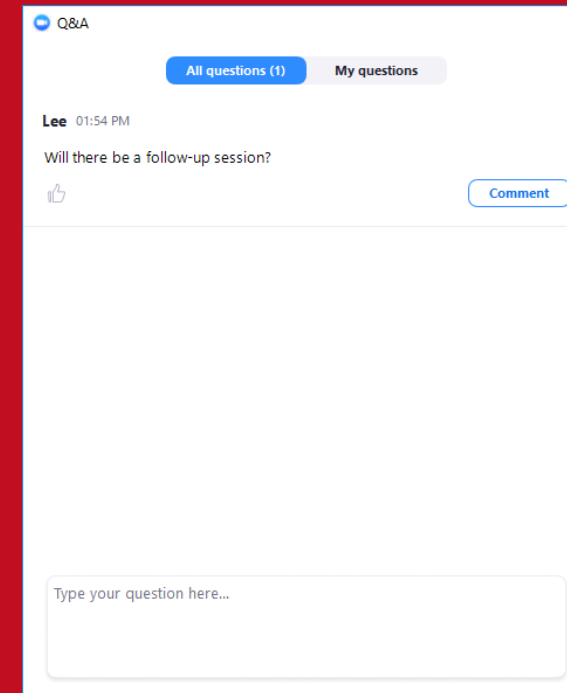 Q&A
All questions (1) My questions
Lee 01:54 PM
Will there be a follow-up session?
Comment
Type your question here...